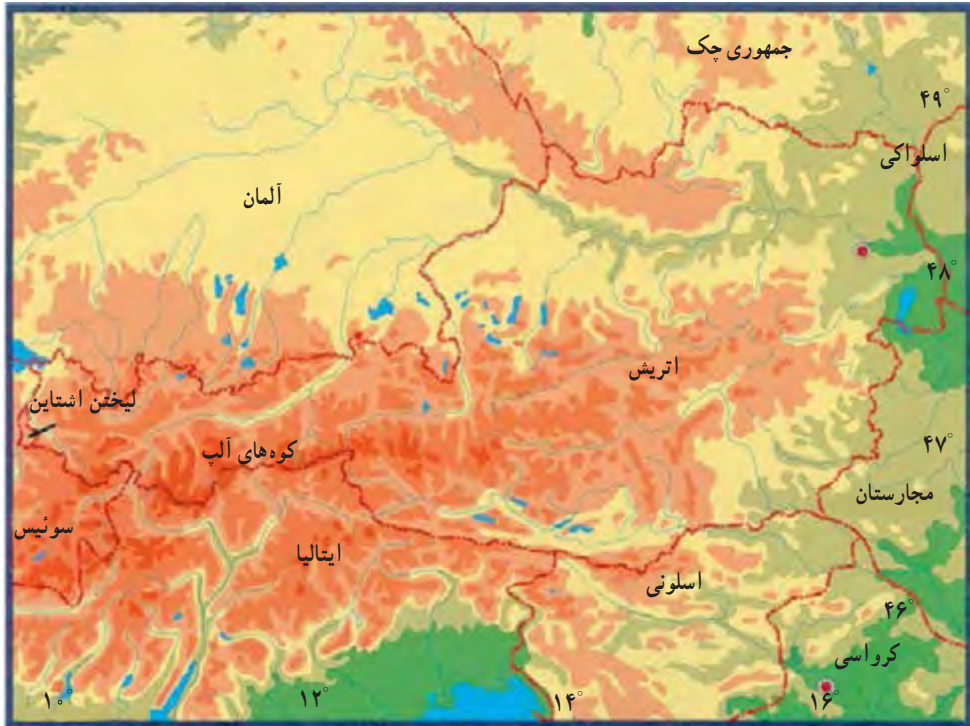 جمهوری چک
۴۹°
اسلواکی
آلمان
۴۸°
اتریش
لیختن اشتاین
کوه‌های آلپ
۴۷°
مجارستان
سوئیس
ایتالیا
اسلونی
۴۶°
کرواسی
۱۰°
۱۲°
۱۴°
۱۶°